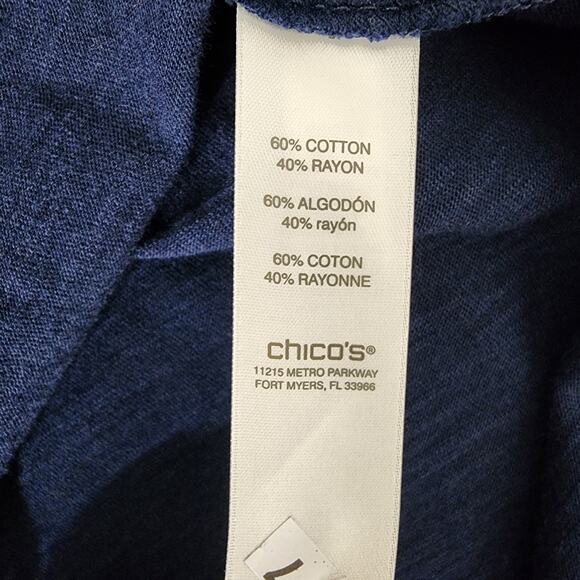 60% COTTON
40% RAYON
60% ALGODÓN
40% rayón
60% COTON
40% RAYONNE
chico's®
11215 METRO PARKWAY
FORT MYERS, FL 33966